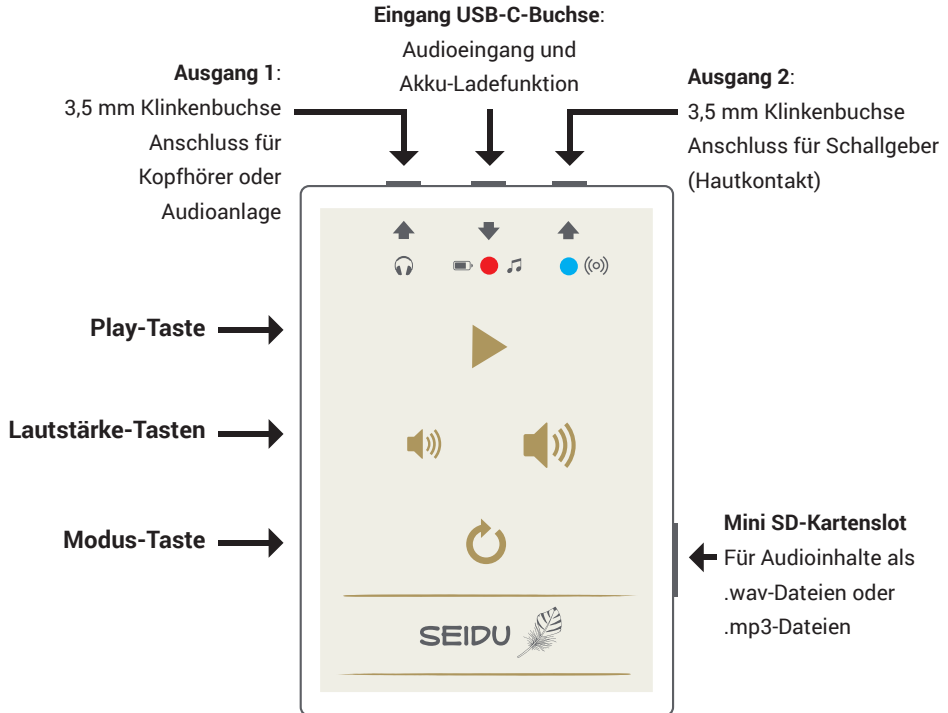 Eingang USB-C-Buchse:
Audioeingang und
Akku-Ladefunktion
Ausgang 1:
3,5 mm Klinkenbuchse
Anschluss für
Kopfhörer oder
Audioanlage
Ausgang 2:
3,5 mm Klinkenbuchse
Anschluss für Schallgeber
(Hautkontakt)
Play-Taste
Lautstärke-Tasten
Modus-Taste
Mini SD-Kartenslot
Für Audioinhalte als
.wav-Dateien oder
.mp3-Dateien
SEIDU